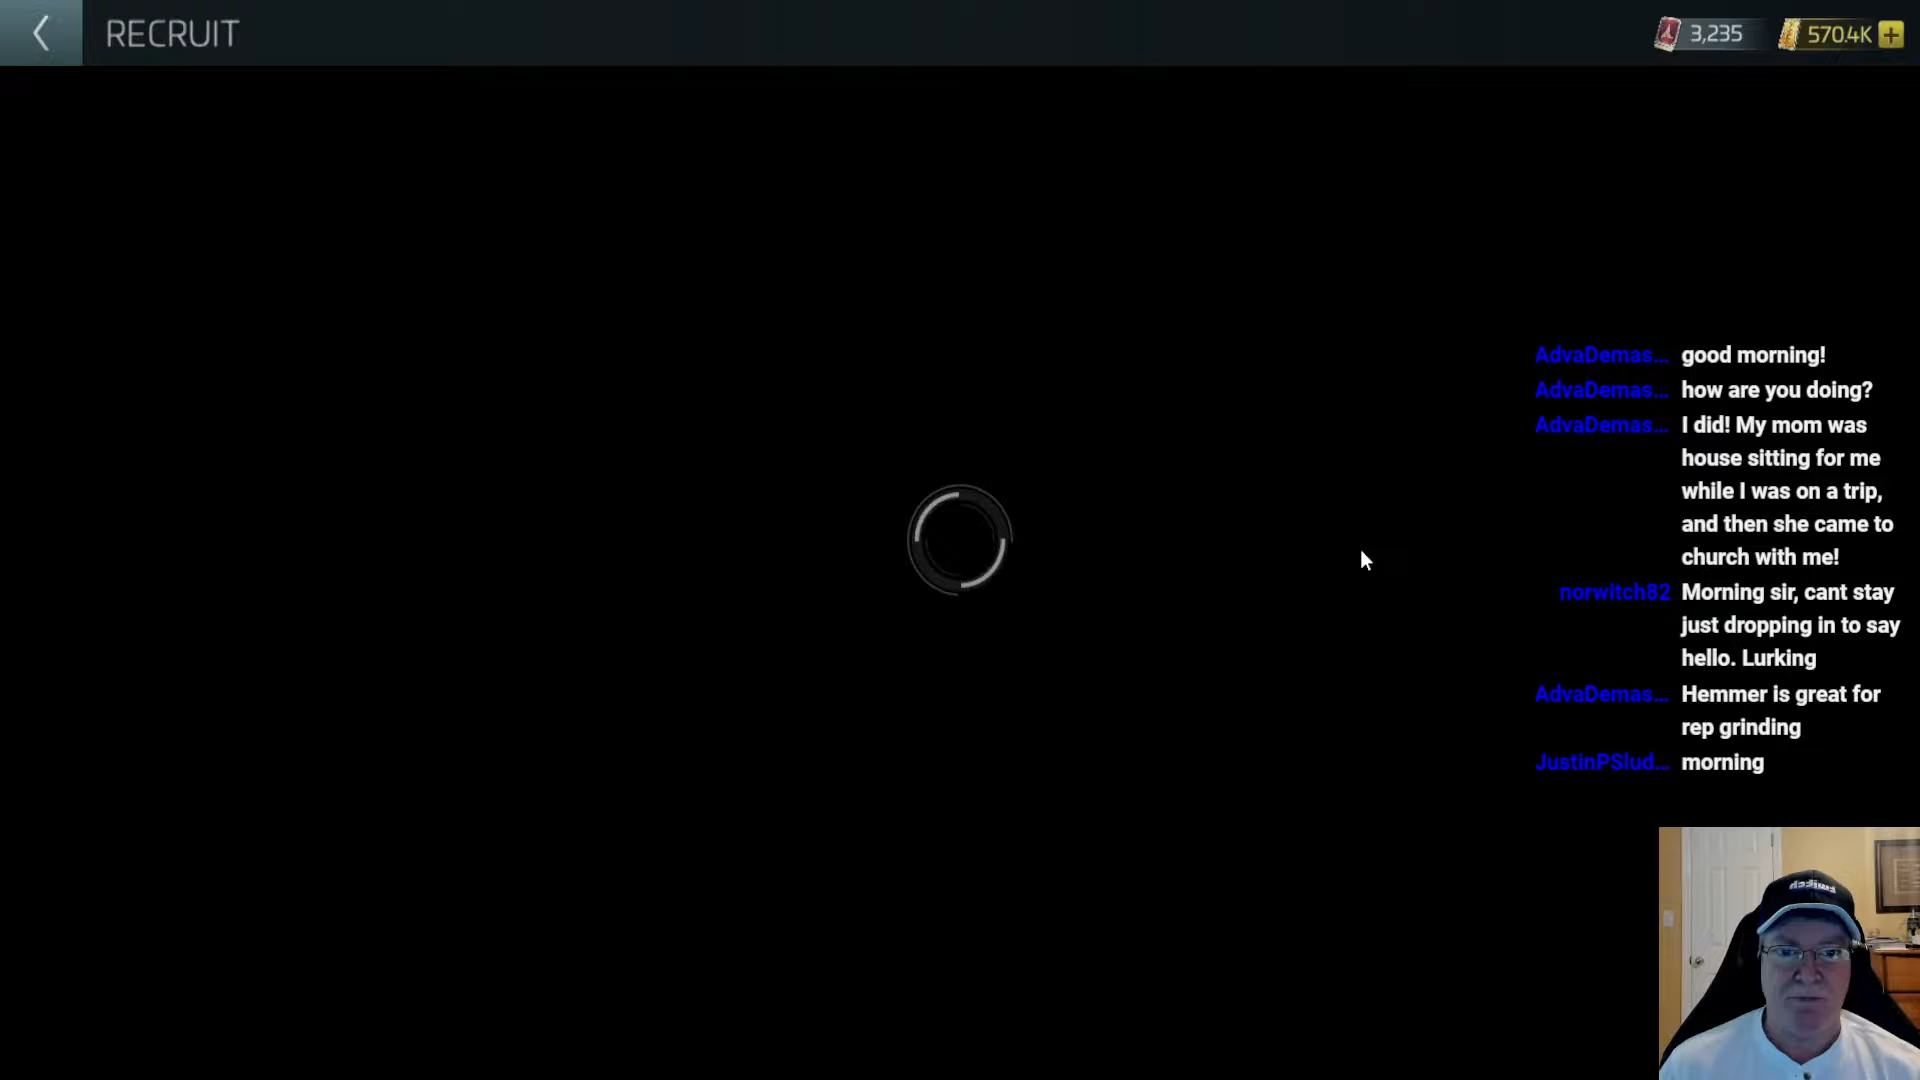 RECRUIT
3,235
570.4K
AdvaDemas... good morning!
AdvaDemas... how are you doing?
AdvaDemas... I did! My mom was
house sitting for me
while I was on a trip,
and then she came to
church with me!
norwitch82 Morning sir, cant stay
just dropping in to say
hello. Lurking
AdvaDemas... Hemmer is great for
rep grinding
JustinPSlud... morning
twitch